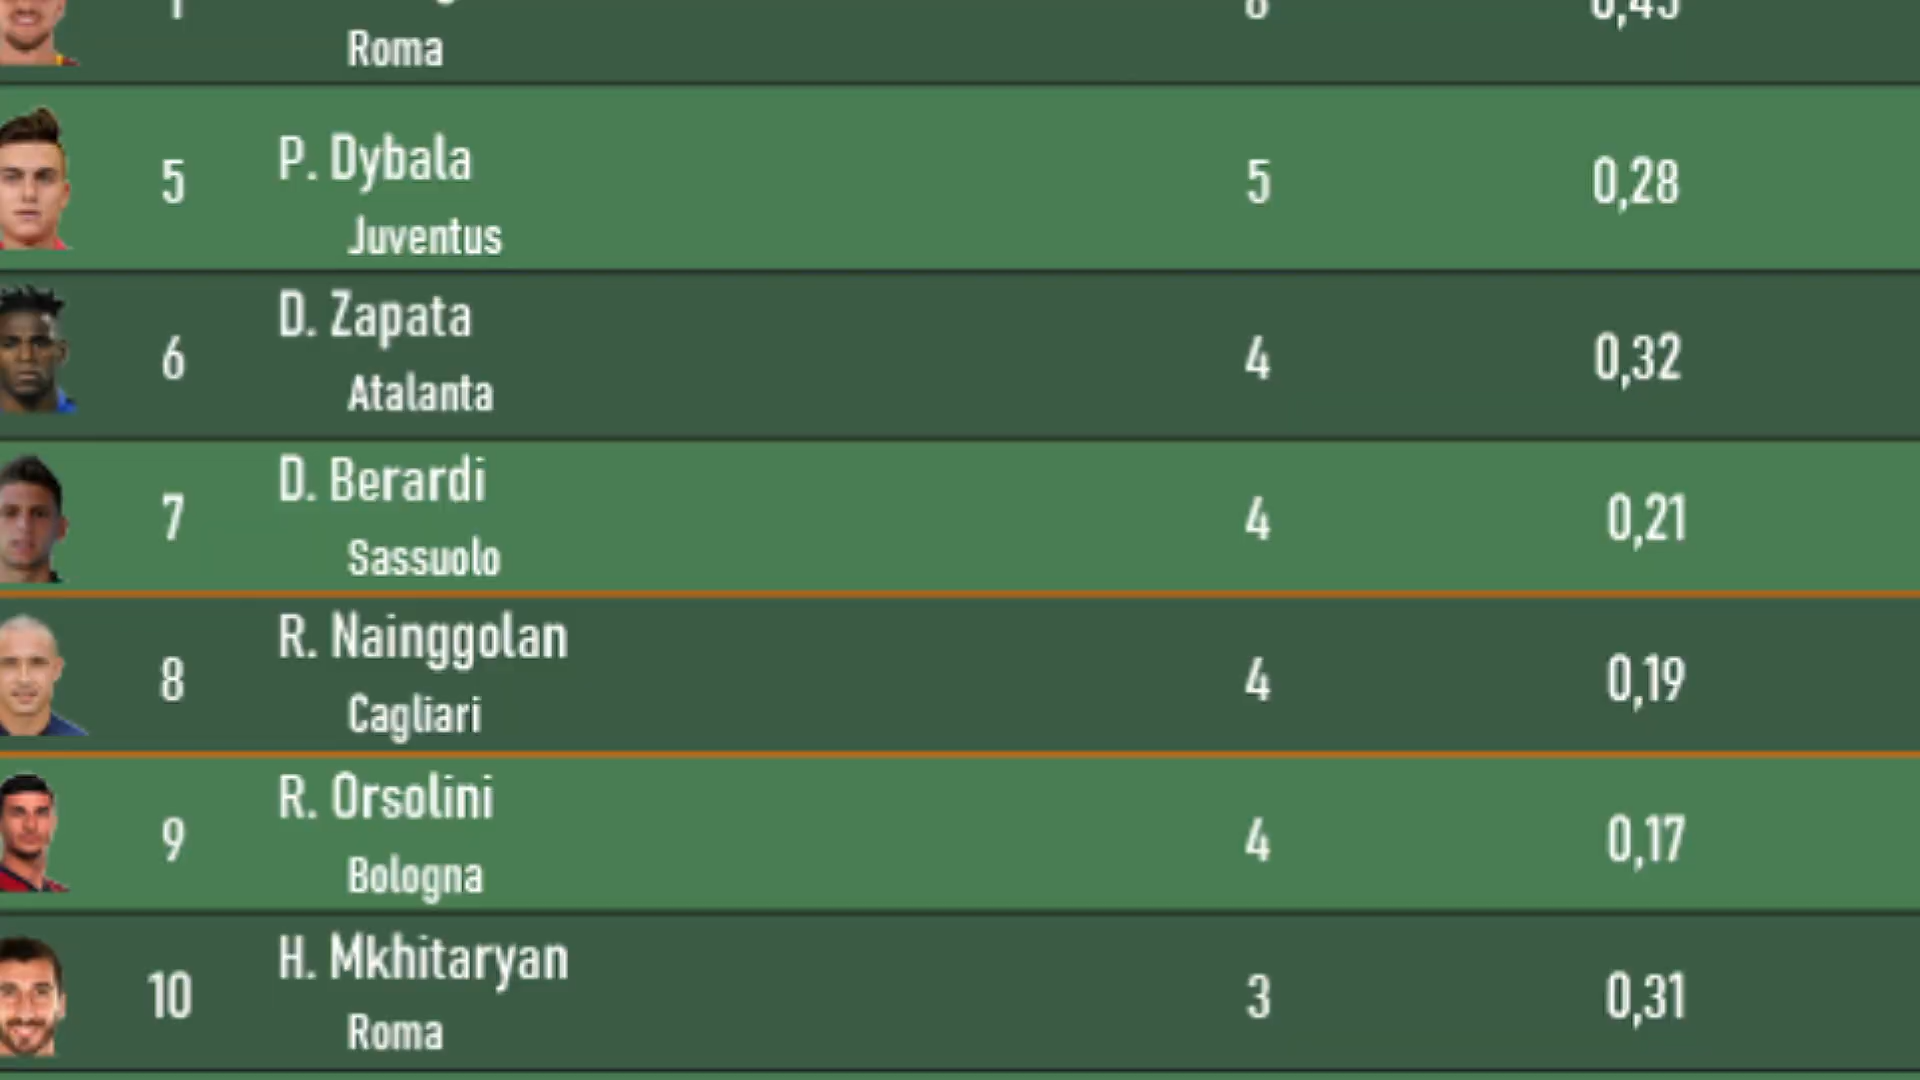 Roma
5 P. Dybala 5 0,28
Juventus
6 D. Zapata 4 0,32
Atalanta
7 D. Berardi 4 0,21
Sassuolo
8 R. Nainggolan 4 0,19
Cagliari
9 R. Orsolini 4 0,17
Bologna
10 H. Mkhitaryan 3 0,31
Roma